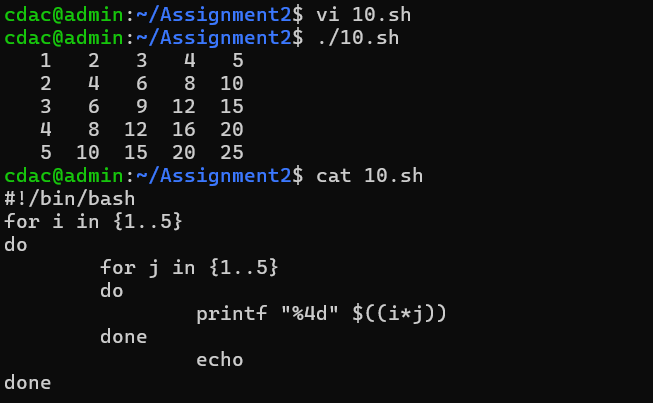 cdac@admin:~/Assignment2$ vi 10.sh
cdac@admin:~/Assignment2$ ./10.sh
   1   2   3   4   5
   2   4   6   8  10
   3   6   9  12  15
   4   8  12  16  20
   5  10  15  20  25
cdac@admin:~/Assignment2$ cat 10.sh
#!/bin/bash
for i in {1..5}
do
        for j in {1..5}
        do
                printf "%4d" $((i*j))
        done
                echo
done